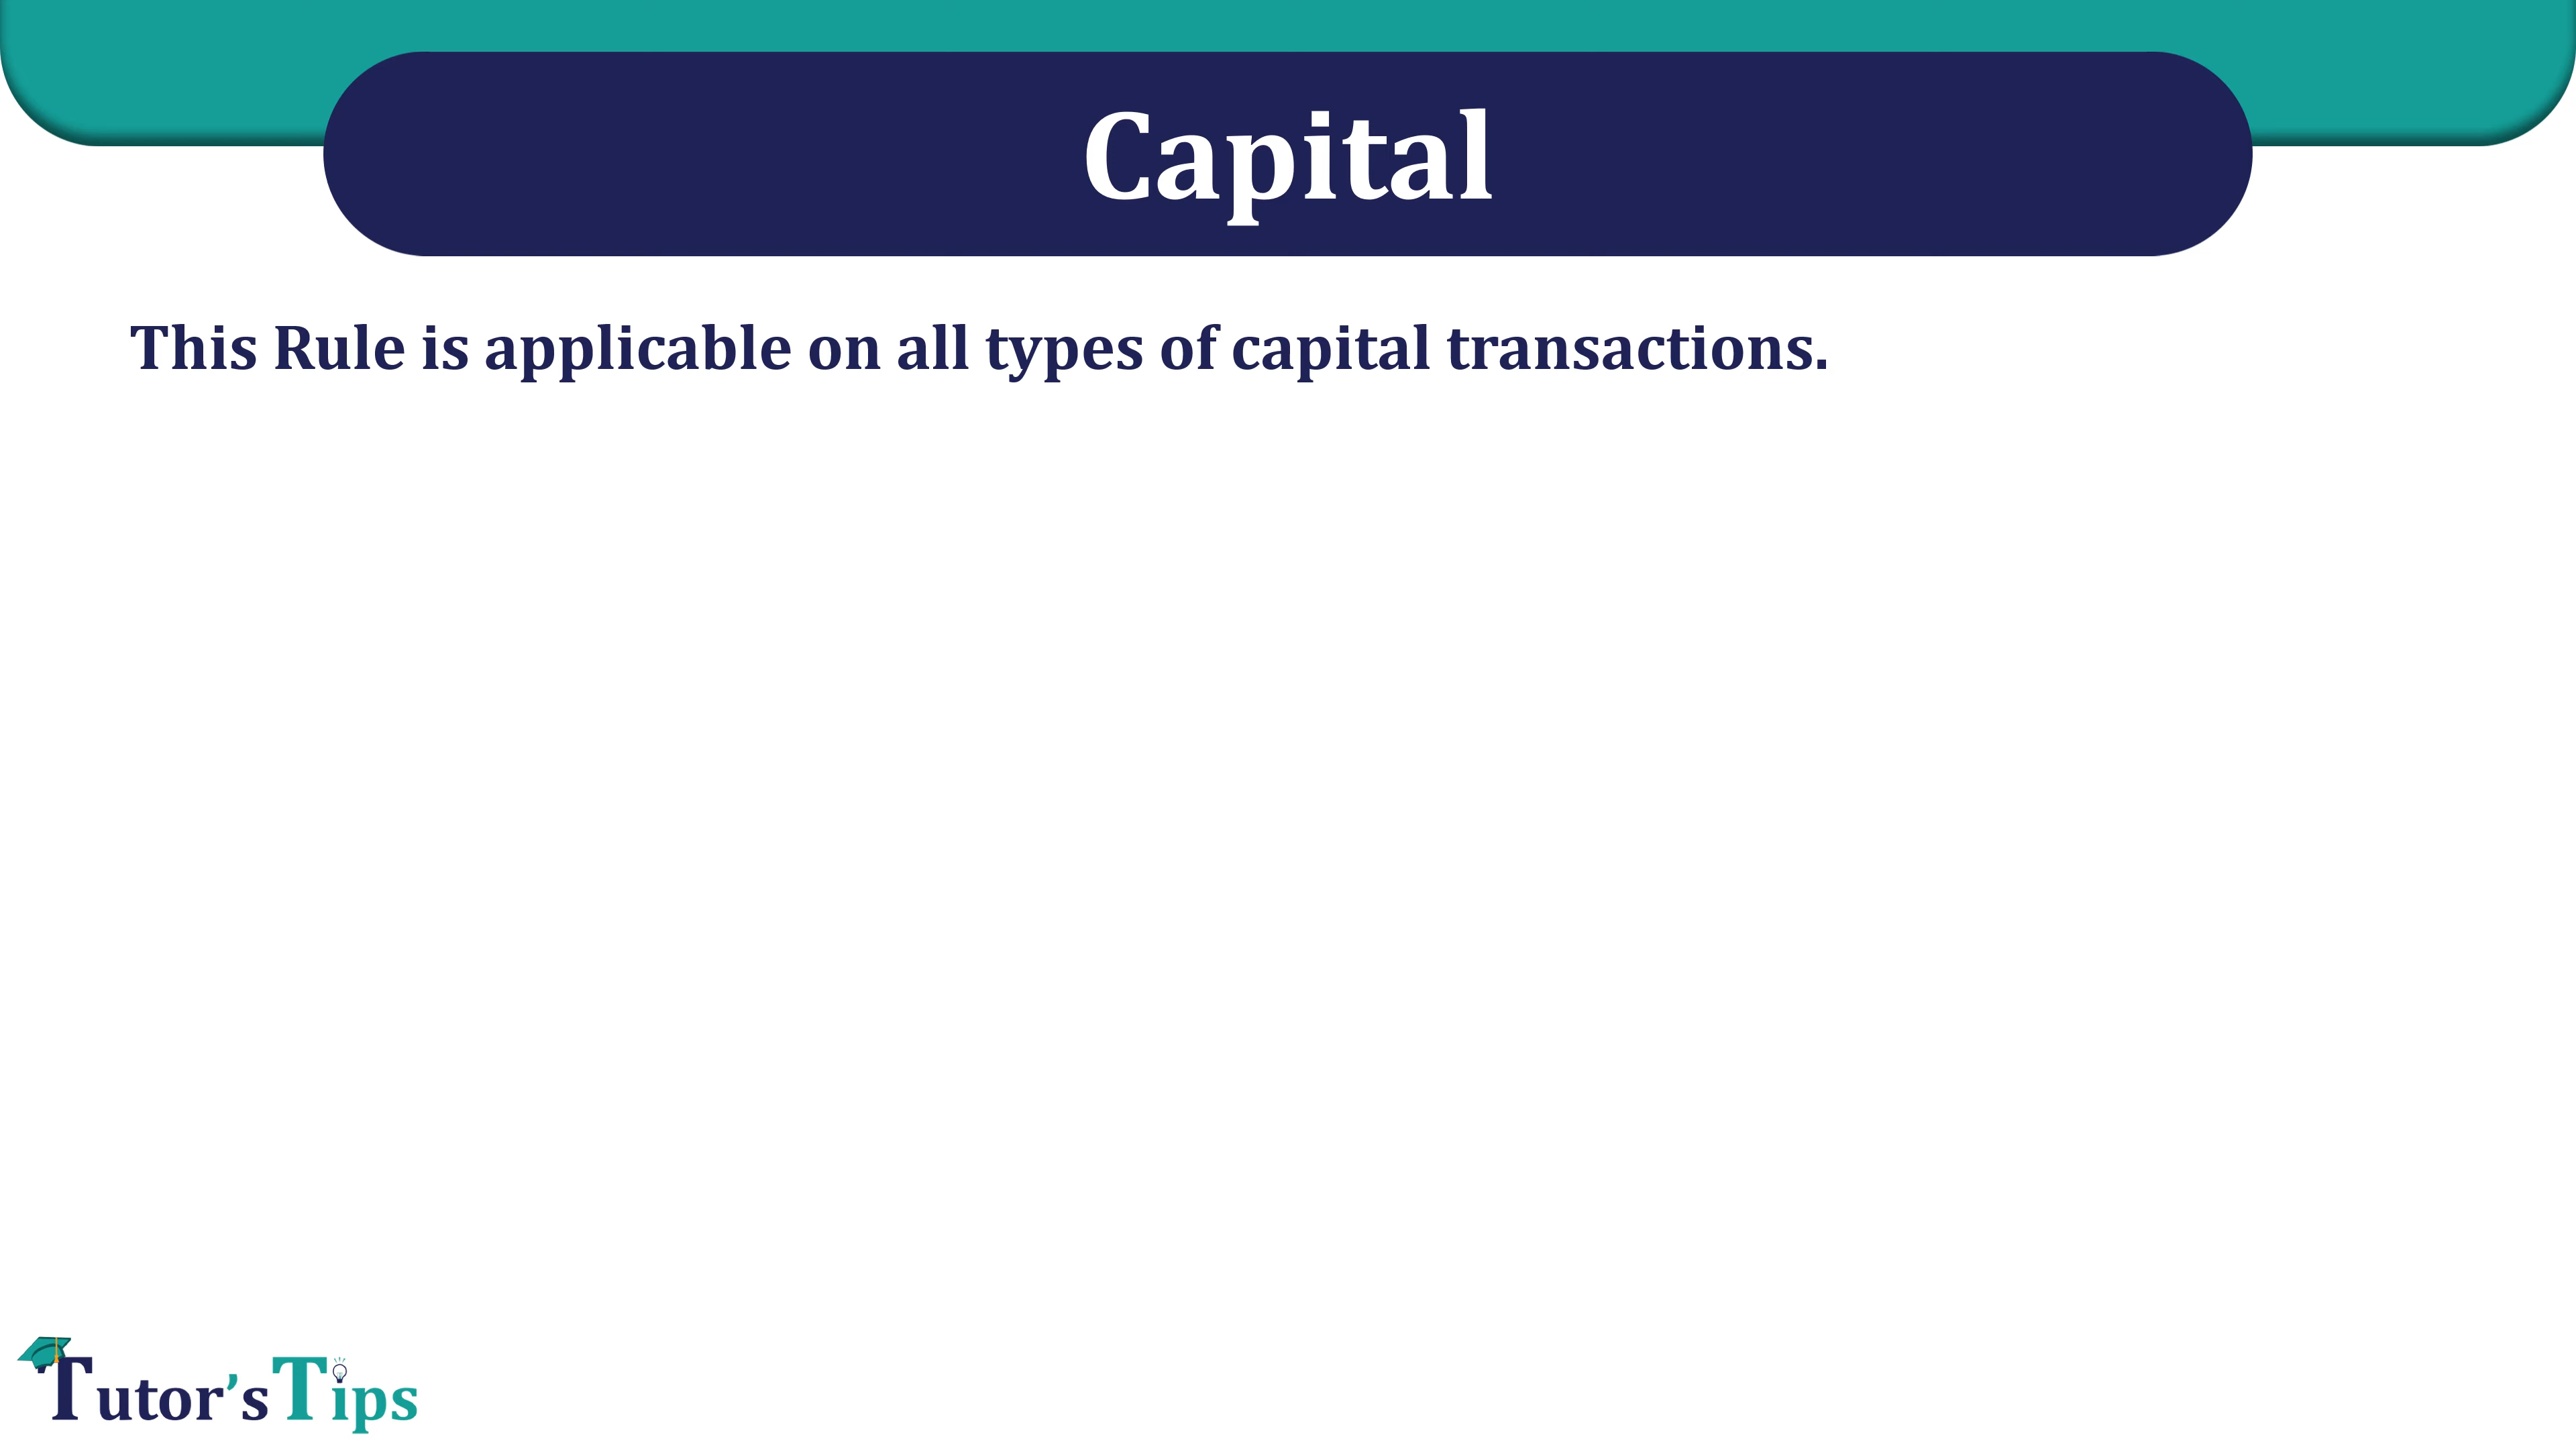 Capital
This Rule is applicable on all types of capital transactions.
Tutor’s Tips